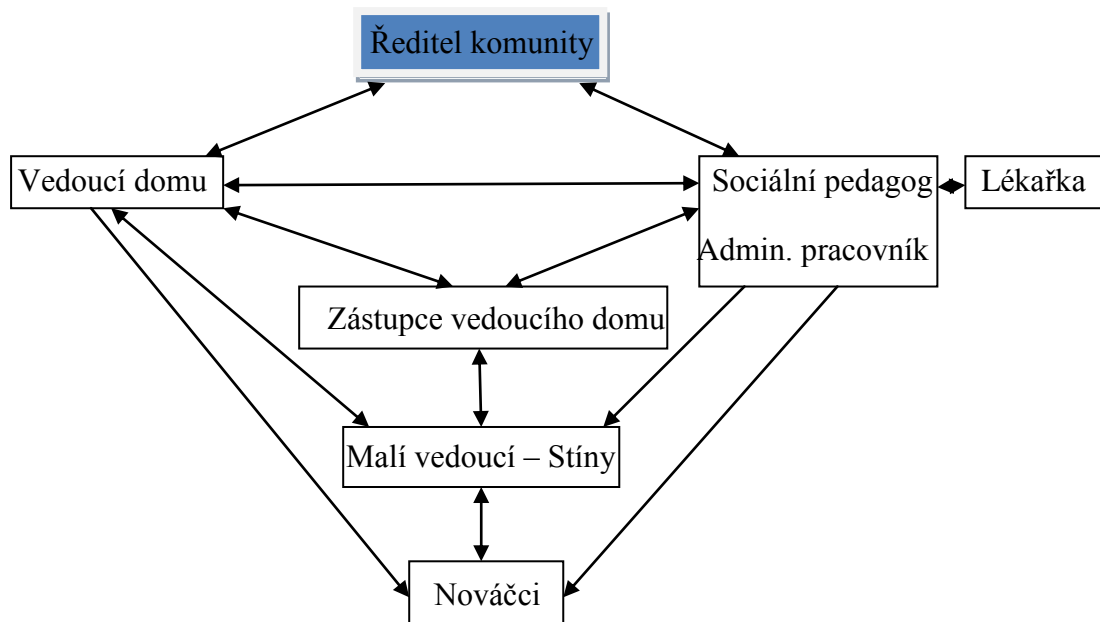 Ředitel komunity
Vedoucí domu
Sociální pedagog
Lékařka
Admin. pracovník
Zástupce vedoucího domu
Malí vedoucí – Stíny
Nováčci